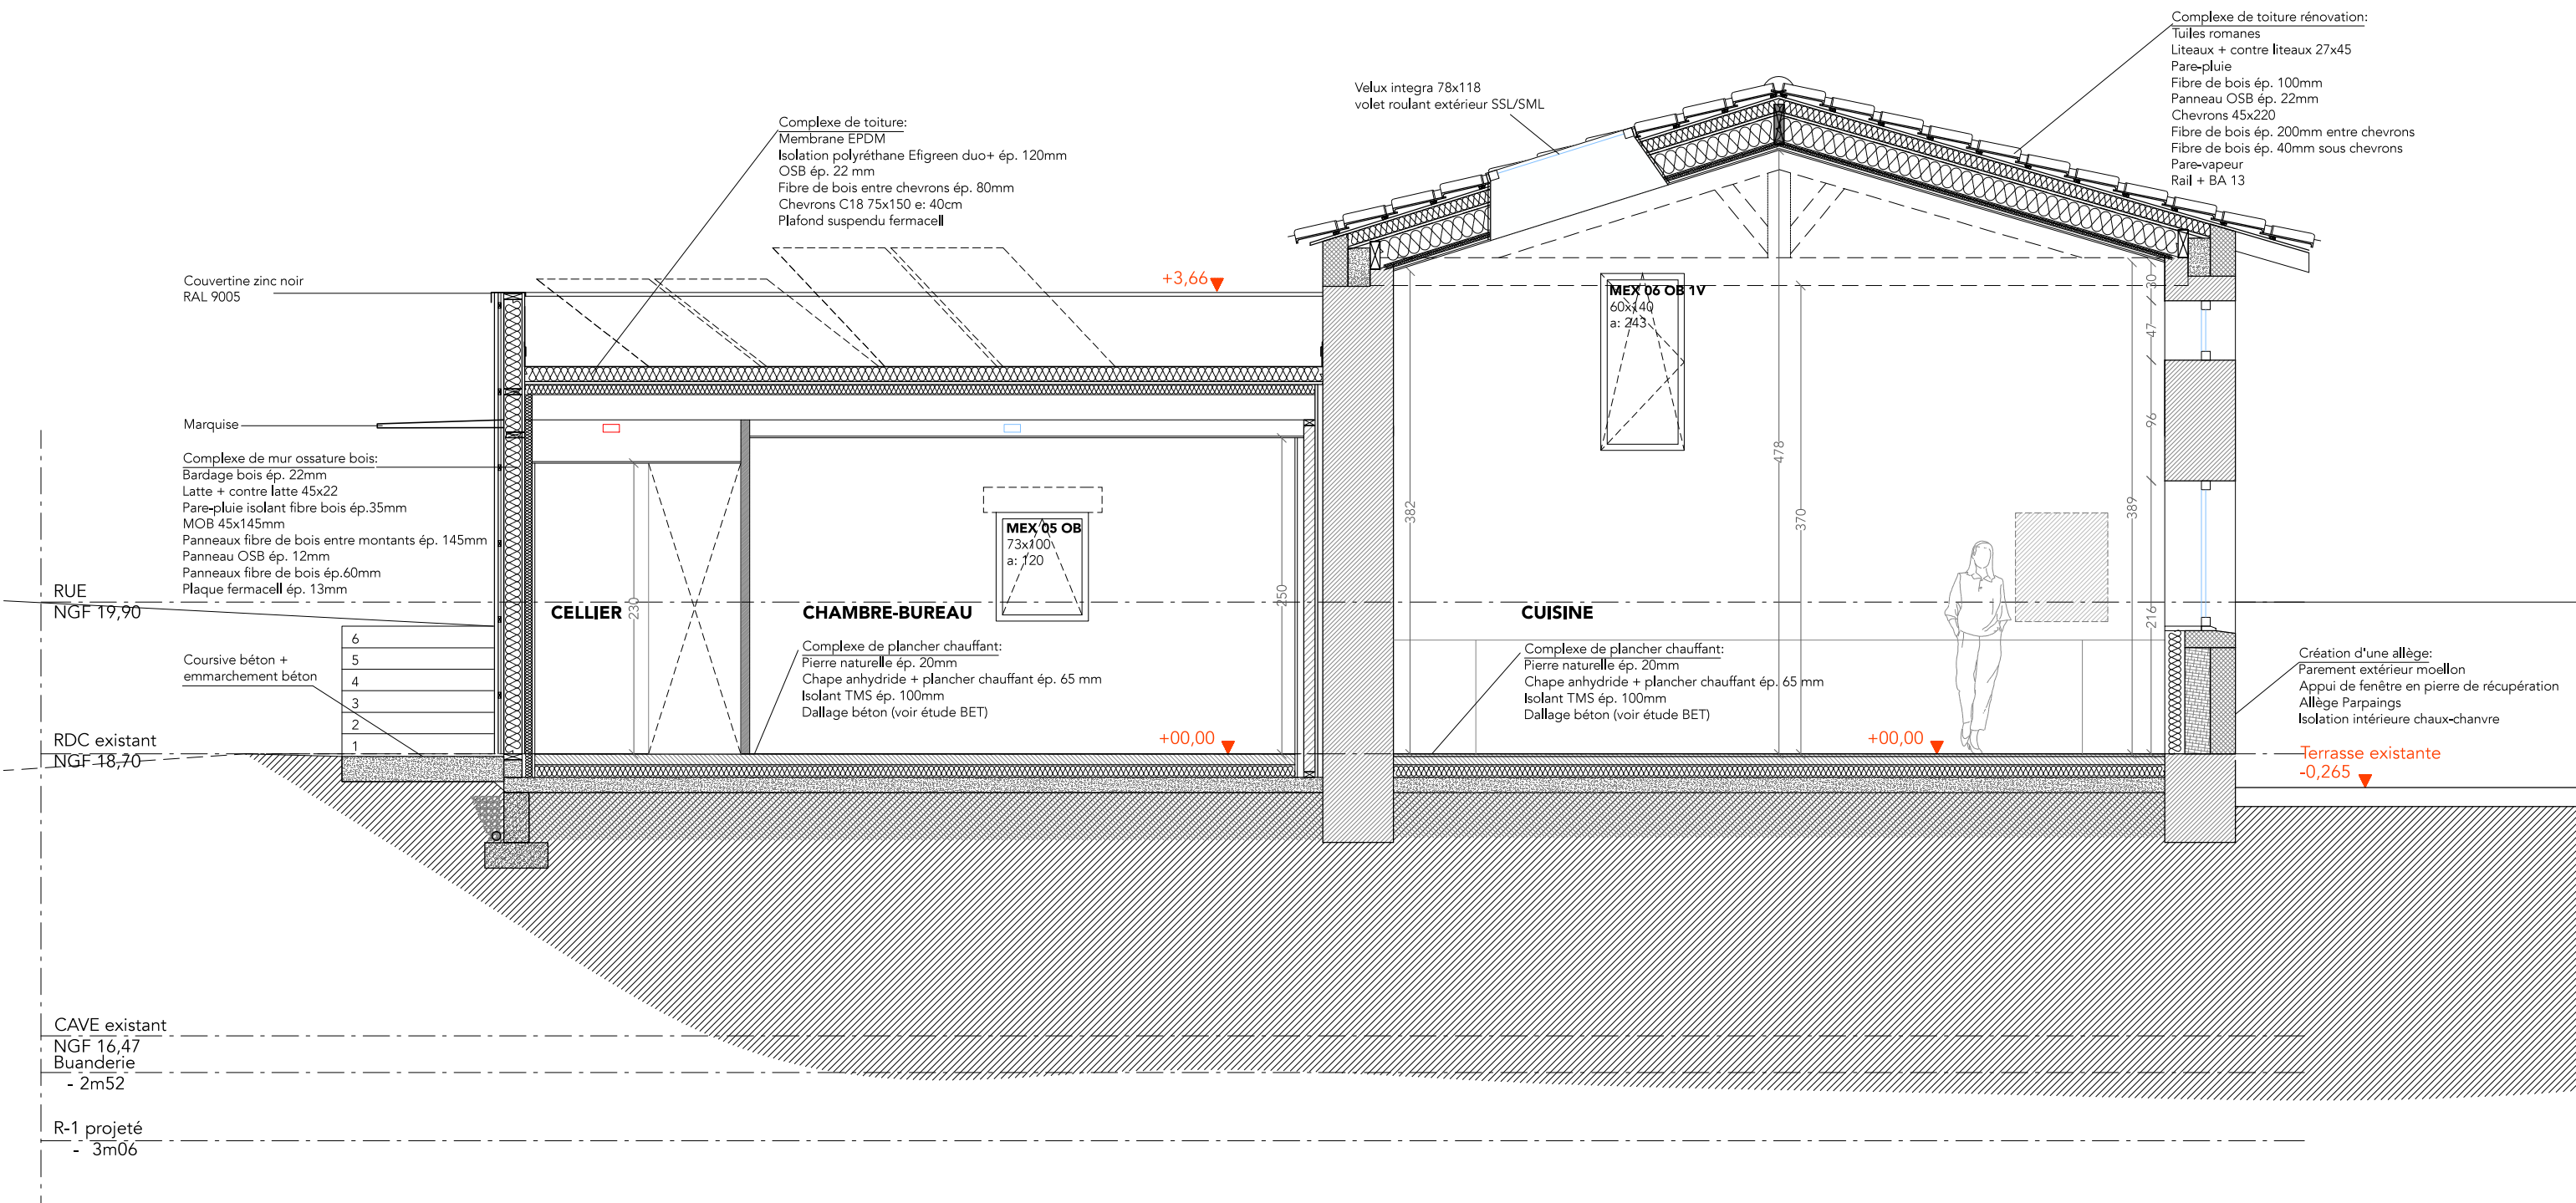 Complexe de toiture rénovation:
Tuiles romanes
Liteaux + contre liteaux 27x45
Pare-pluie
Fibre de bois ép. 100mm
Panneau OSB ép. 22mm
Chevrons 45x220
Fibre de bois ép. 200mm entre chevrons
Fibre de bois ép. 40mm sous chevrons
Pare-vapeur
Rail + BA 13
Velux integra 78x118
volet roulant extérieur SSL/SML
Complexe de toiture:
Membrane EPDM
Isolation polyréthane Efigreen duo+ ép. 120mm
OSB ép. 22 mm
Fibre de bois entre chevrons ép. 80mm
Chevrons C18 75x150 e: 40cm
Plafond suspendu fermacell
Couvertine zinc noir
RAL 9005
+3,66
MEX 06 OB 1V
60x140
a: 243
30
47
96
389
216
478
370
382
Marquise
Complexe de mur ossature bois:
Bardage bois ép. 22mm
Latte + contre latte 45x22
Pare-pluie isolant fibre bois ép.35mm
MOB 45x145mm
Panneaux fibre de bois entre montants ép. 145mm
Panneau OSB ép. 12mm
Panneaux fibre de bois ép.60mm
Plaque fermacell ép. 13mm
MEX 05 OB
73x100
a: 120
250
230
RUE
NGF 19,90
CELLIER
CHAMBRE-BUREAU
CUISINE
6
5
4
3
2
1
Coursive béton +
emmarchement béton
Complexe de plancher chauffant:
Pierre naturelle ép. 20mm
Chape anhydride + plancher chauffant ép. 65 mm
Isolant TMS ép. 100mm
Dallage béton (voir étude BET)
Complexe de plancher chauffant:
Pierre naturelle ép. 20mm
Chape anhydride + plancher chauffant ép. 65 mm
Isolant TMS ép. 100mm
Dallage béton (voir étude BET)
Création d'une allège:
Parement extérieur moellon
Appui de fenêtre en pierre de récupération
Allège Parpaings
Isolation intérieure chaux-chanvre
RDC existant
NGF 18,70
+00,00
+00,00
Terrasse existante
-0,265
CAVE existant
NGF 16,47
Buanderie
- 2m52
R-1 projeté
- 3m06